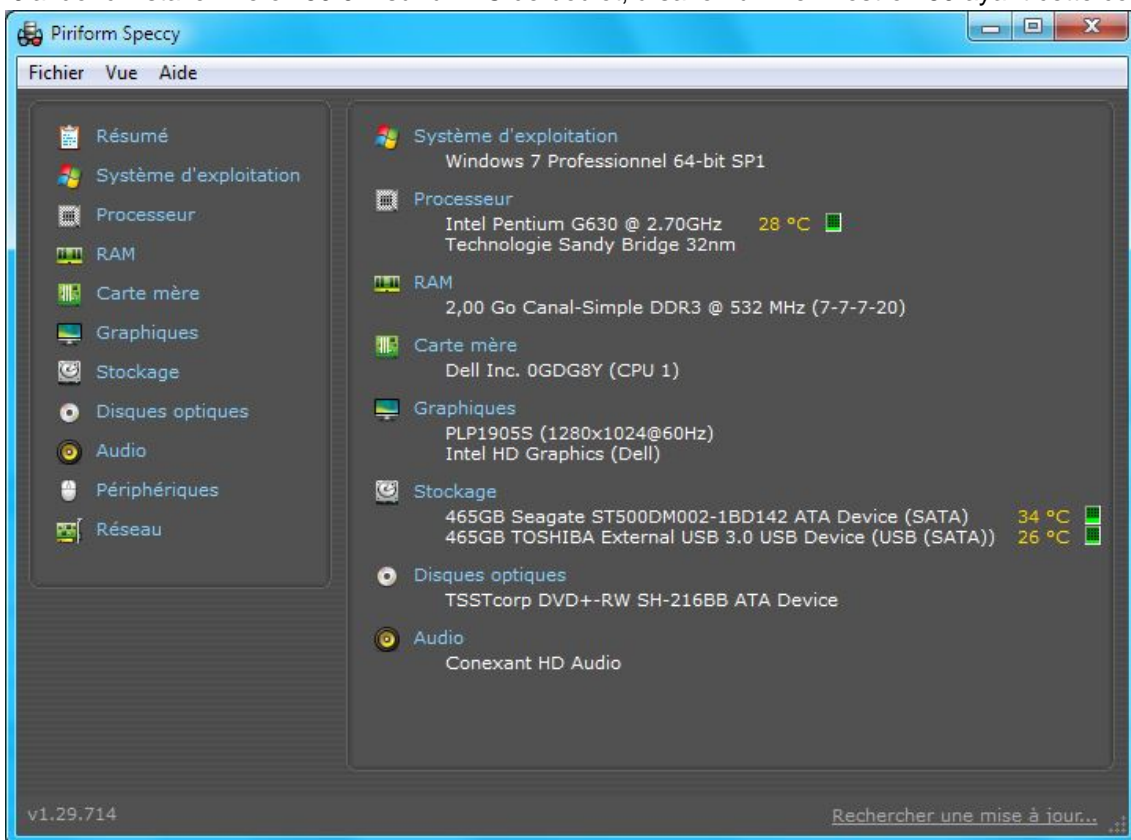 Piriform Speccy
Fichier Vue Aide
Résumé
Système d'exploitation
Processeur
RAM
Carte mère
Graphiques
Stockage
Disques optiques
Audio
Périphériques
Réseau
Système d'exploitation
Windows 7 Professionnel 64-bit SP1
Processeur
Intel Pentium G630 @ 2.70GHz 28 °C
Technologie Sandy Bridge 32nm
RAM
2,00 Go Canal-Simple DDR3 @ 532 MHz (7-7-7-20)
Carte mère
Dell Inc. 0GDG8Y (CPU 1)
Graphiques
PLP1905S (1280x1024@60Hz)
Intel HD Graphics (Dell)
Stockage
465GB Seagate ST500DM002-1BD142 ATA Device (SATA) 34 °C
465GB TOSHIBA External USB 3.0 USB Device (USB (SATA)) 26 °C
Disques optiques
TSSTcorp DVD+-RW SH-216BB ATA Device
Audio
Conexant HD Audio
v1.29.714
Rechercher une mise à jour...